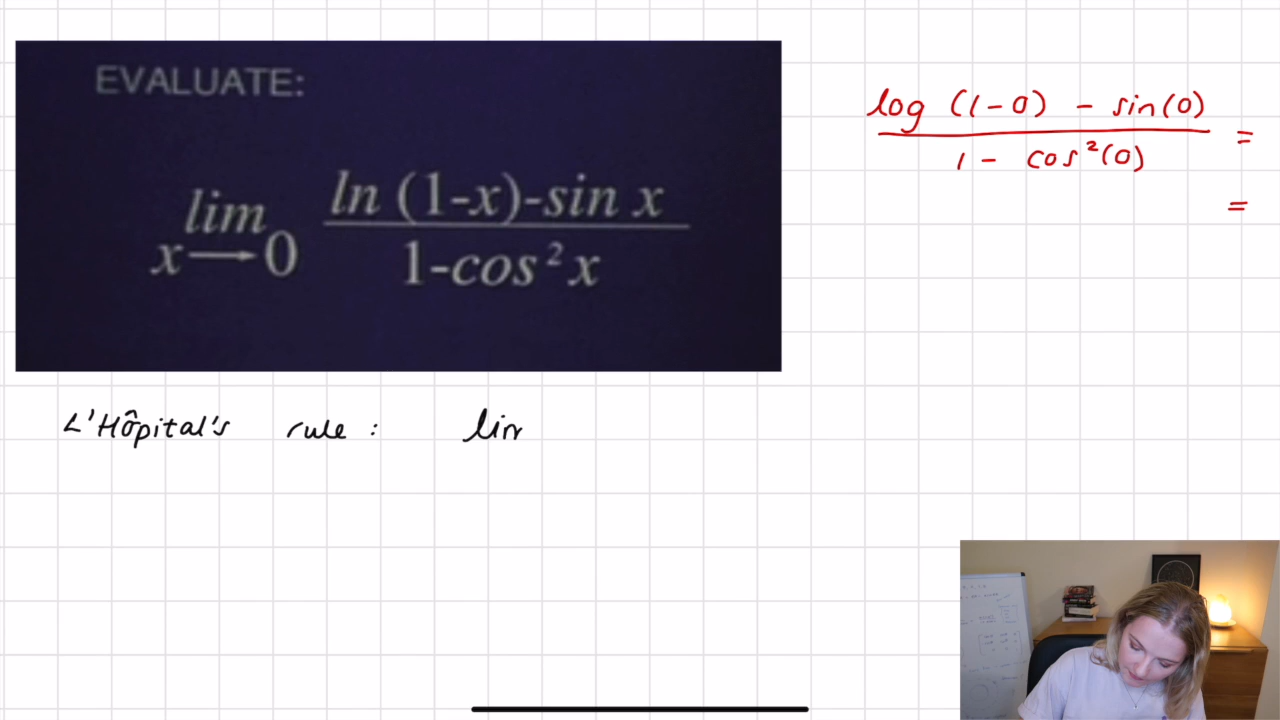 EVALUATE:
lim x→0 ln (1-x)-sin x / 1-cos²x
log (1-0) - sin(0) / 1 - cos²(0) =
=
L'Hôpital's rule : lim